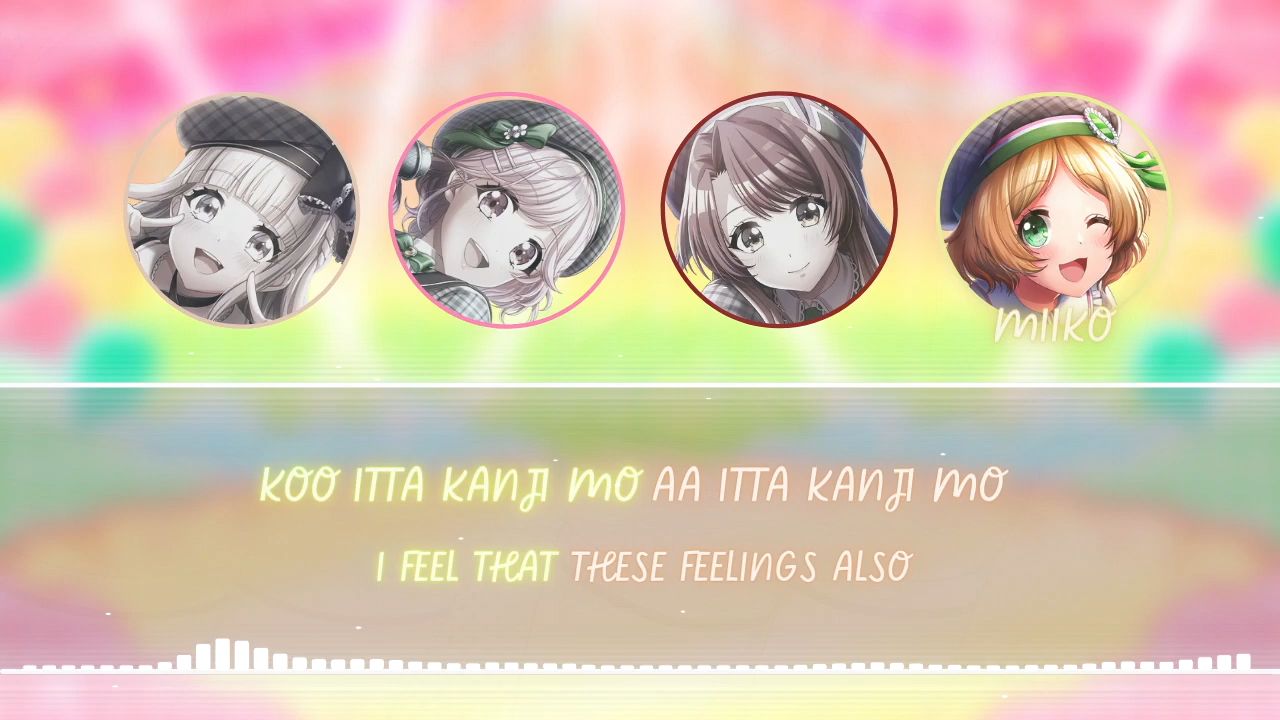 MIIKO
KOO ITTA KANJI MO AA ITTA KANJI MO
I FEEL THAT THESE FEELINGS ALSO